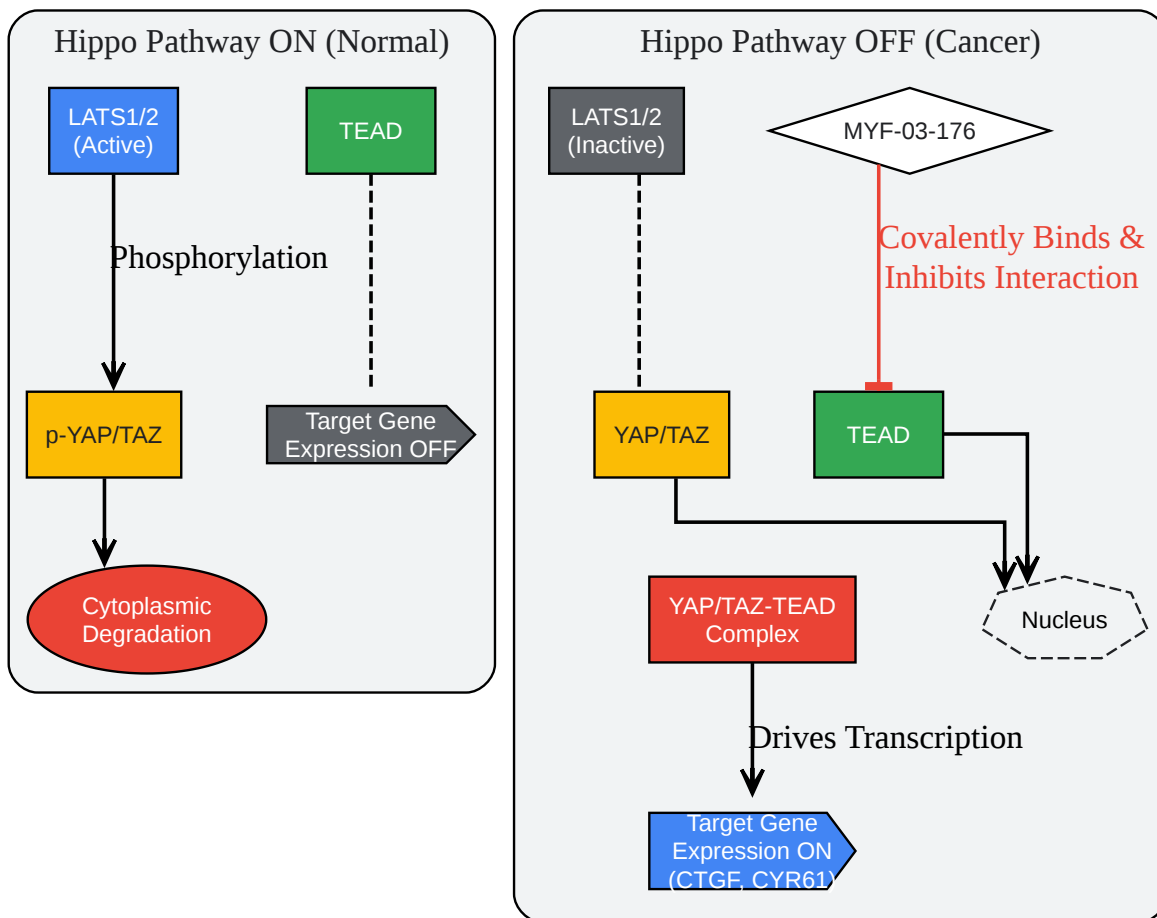 Hippo Pathway ON (Normal)
LATS1/2
(Active)
TEAD
Phosphorylation
p-YAP/TAZ
Target Gene
Expression OFF
Cytoplasmic
Degradation
Hippo Pathway OFF (Cancer)
LATS1/2
(Inactive)
MYF-03-176
Covalently Binds &
Inhibits Interaction
YAP/TAZ
TEAD
YAP/TAZ-TEAD
Complex
Nucleus
Drives Transcription
Target Gene
Expression ON
(CTGF, CYR61)